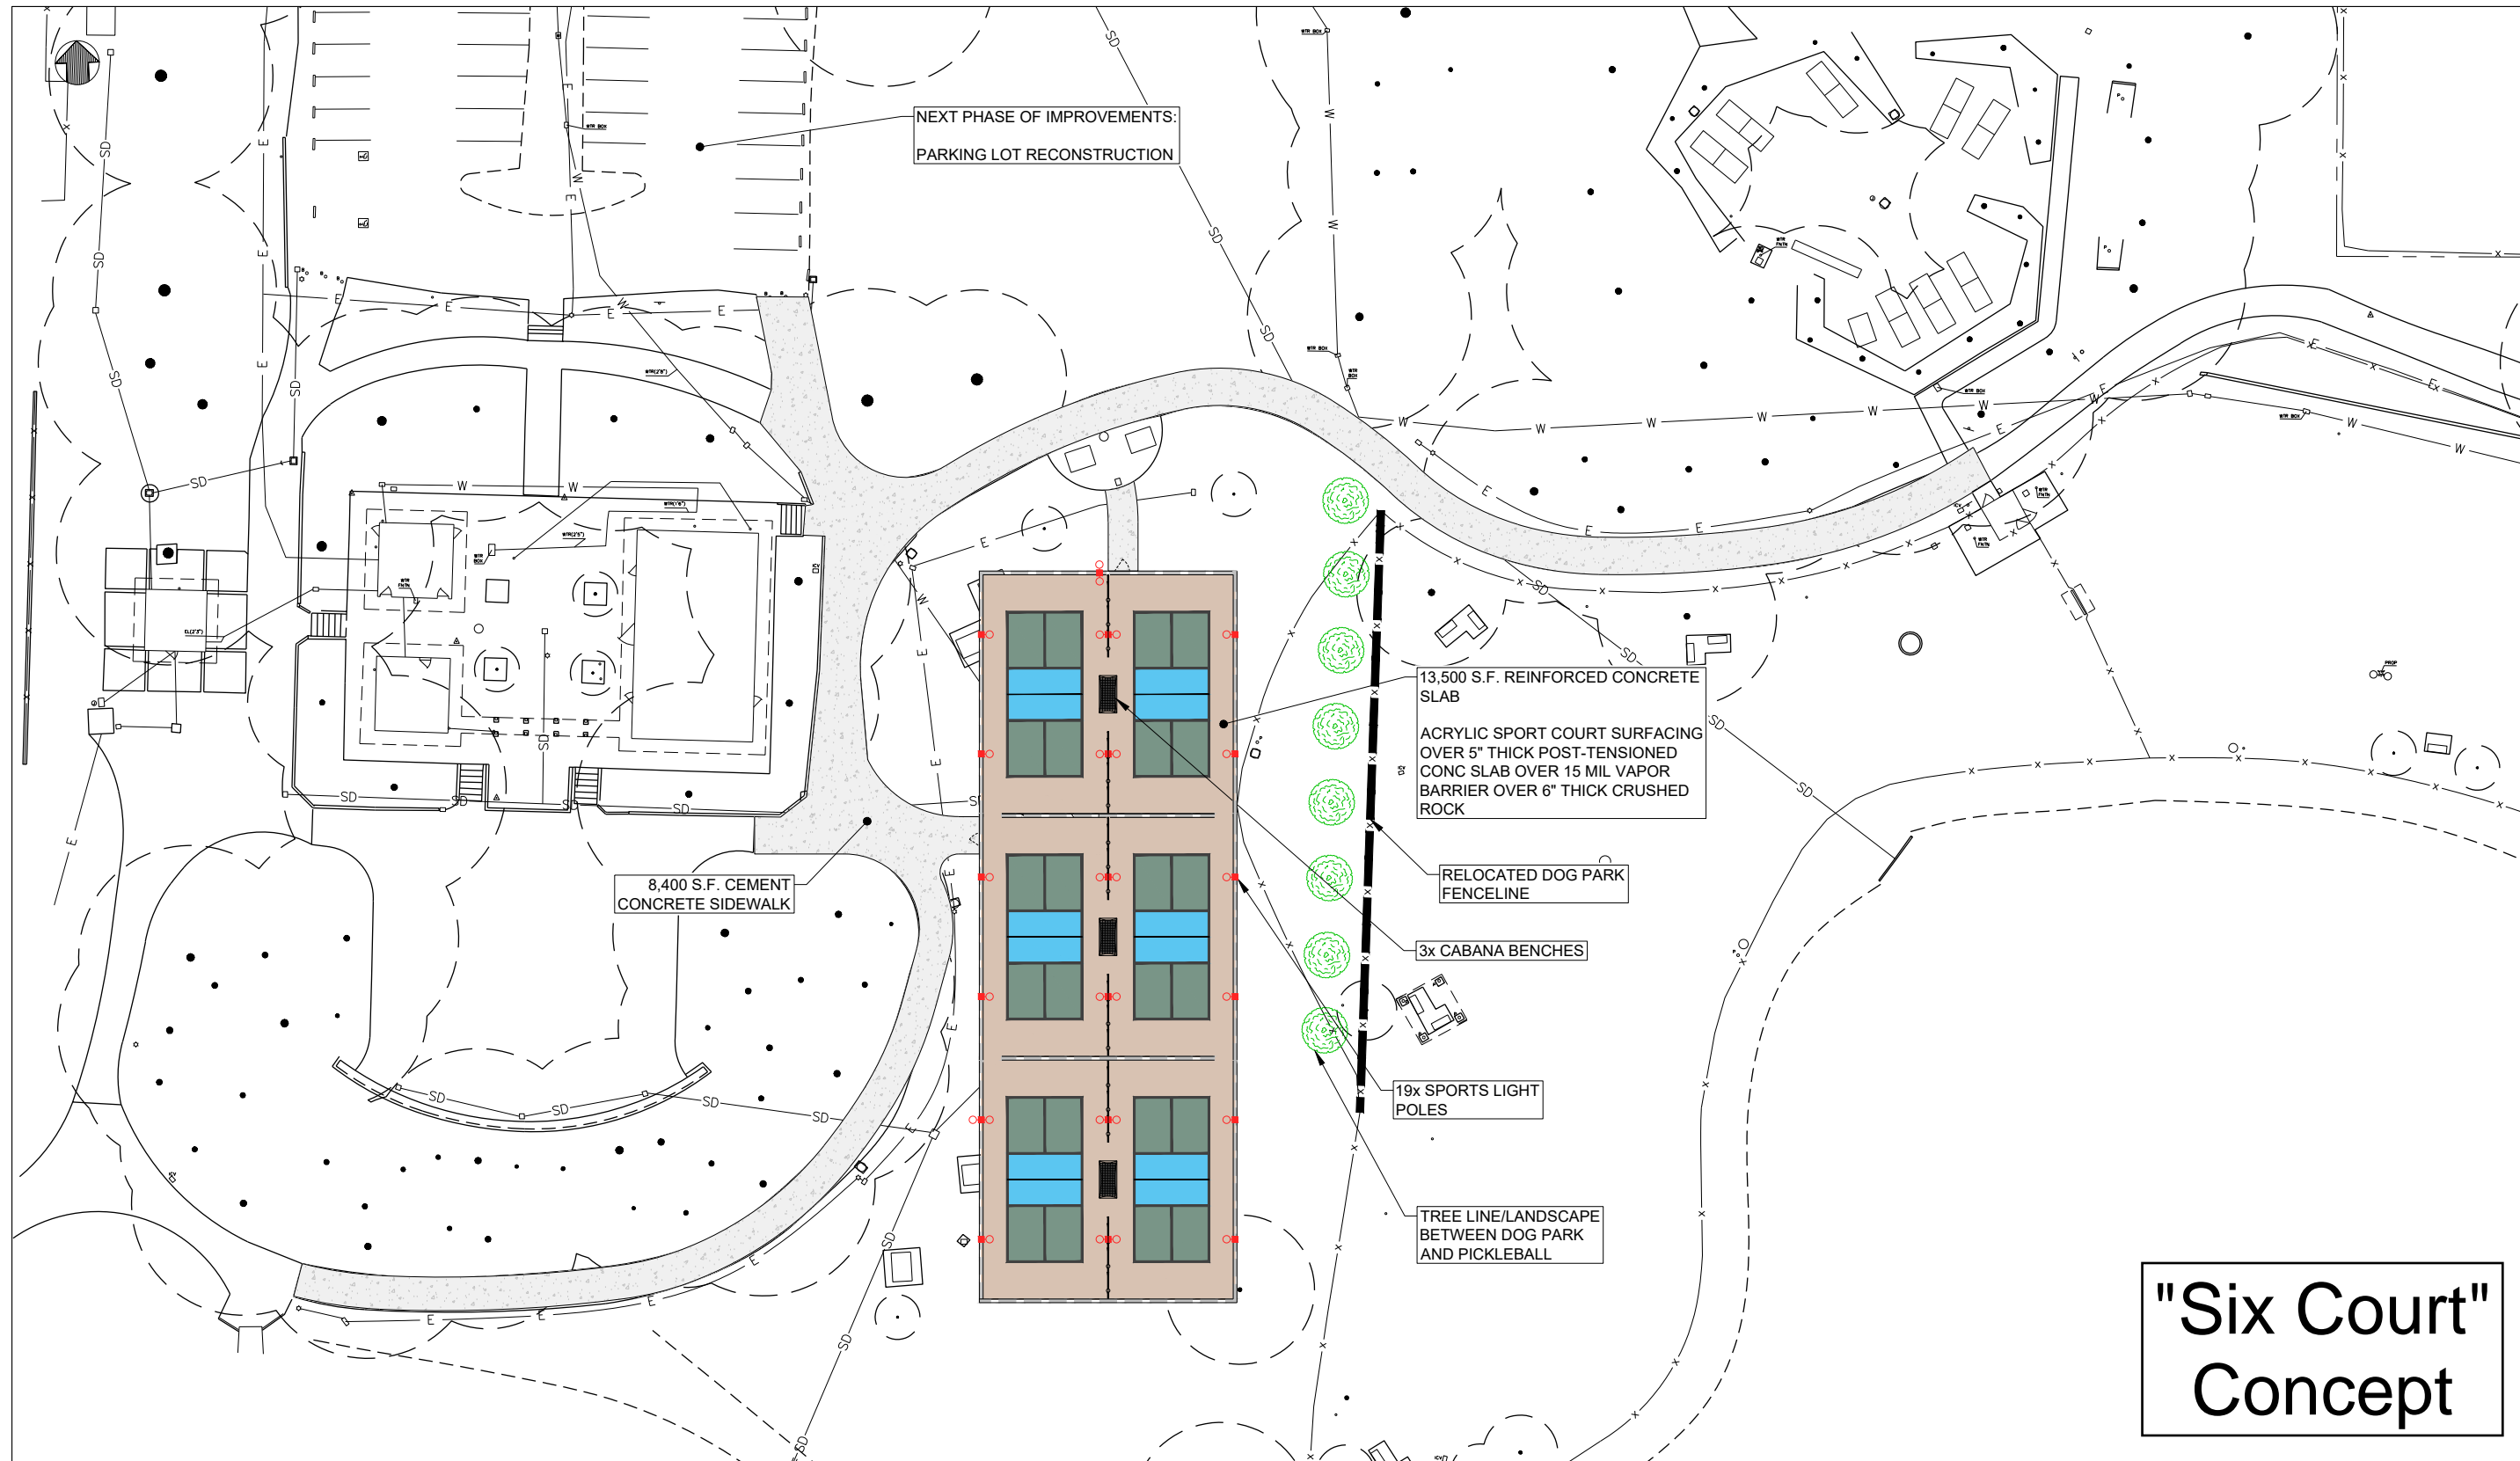 NEXT PHASE OF IMPROVEMENTS:
PARKING LOT RECONSTRUCTION
13,500 S.F. REINFORCED CONCRETE
SLAB
ACRYLIC SPORT COURT SURFACING
OVER 5" THICK POST-TENSIONED
CONC SLAB OVER 15 MIL VAPOR
BARRIER OVER 6" THICK CRUSHED
ROCK
8,400 S.F. CEMENT
CONCRETE SIDEWALK
RELOCATED DOG PARK
FENCELINE
3x CABANA BENCHES
19x SPORTS LIGHT
POLES
TREE LINE/LANDSCAPE
BETWEEN DOG PARK
AND PICKLEBALL
"Six Court"
Concept